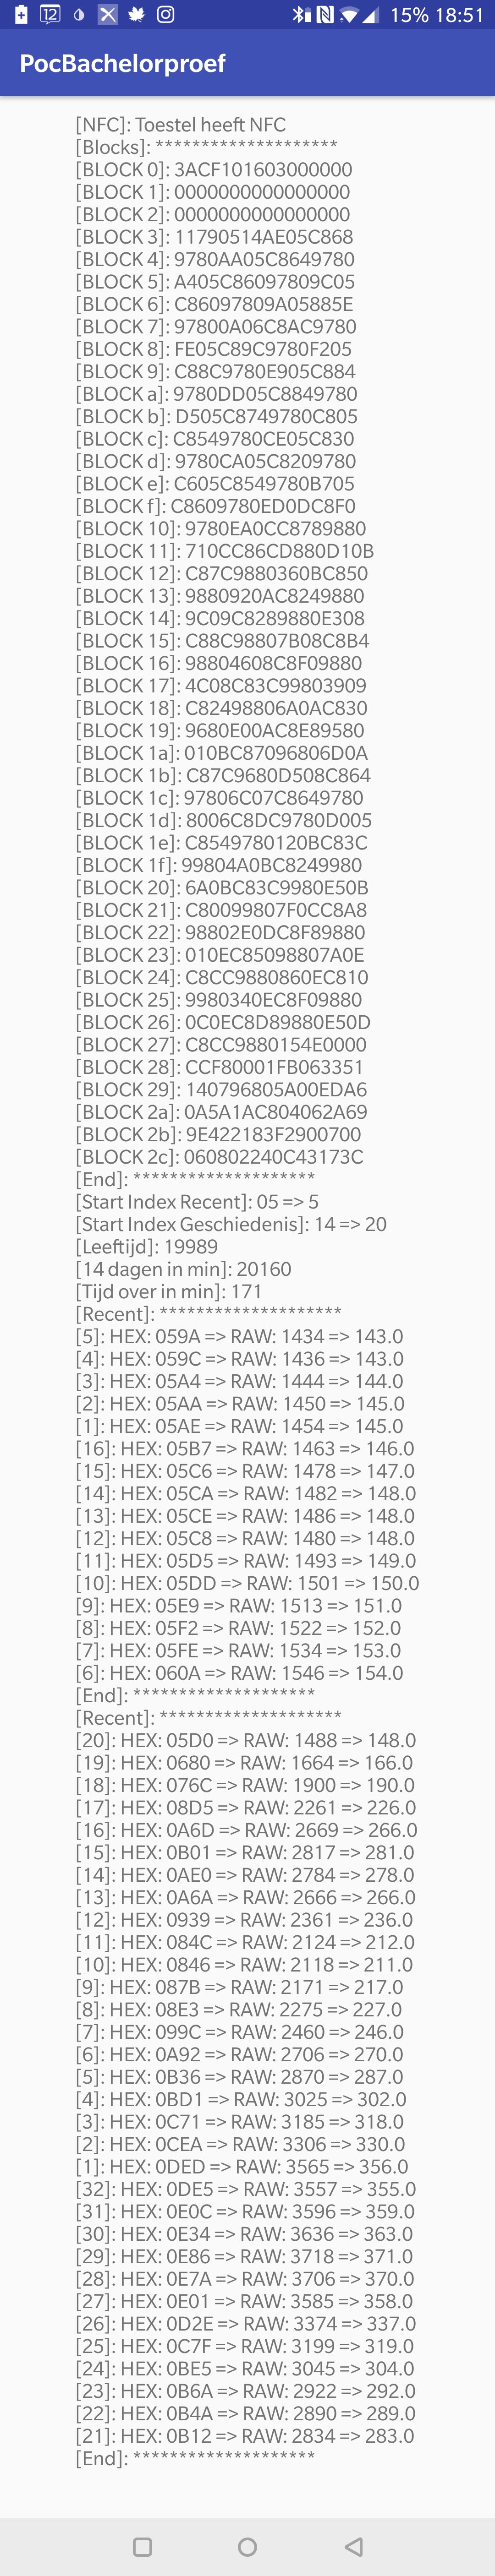 12
15% 18:51
PocBachelorproef
[NFC]: Toestel heeft NFC
[Blocks]: ********************
[BLOCK 0]: 3ACF101603000000
[BLOCK 1]: 0000000000000000
[BLOCK 2]: 0000000000000000
[BLOCK 3]: 11790514AE05C868
[BLOCK 4]: 9780AA05C8649780
[BLOCK 5]: A405C86097809C05
[BLOCK 6]: C86097809A05885E
[BLOCK 7]: 97800A06C8AC9780
[BLOCK 8]: FE05C89C9780F205
[BLOCK 9]: C88C9780E905C884
[BLOCK a]: 9780DD05C8849780
[BLOCK b]: D505C8749780C805
[BLOCK c]: C8549780CE05C830
[BLOCK d]: 9780CA05C8209780
[BLOCK e]: C605C8549780B705
[BLOCK f]: C8609780ED0DC8F0
[BLOCK 10]: 9780EA0CC8789880
[BLOCK 11]: 710CC86CD880D10B
[BLOCK 12]: C87C9880360BC850
[BLOCK 13]: 9880920AC8249880
[BLOCK 14]: 9C09C8289880E308
[BLOCK 15]: C88C98807B08C8B4
[BLOCK 16]: 98804608C8F09880
[BLOCK 17]: 4C08C83C99803909
[BLOCK 18]: C82498806A0AC830
[BLOCK 19]: 9680E00AC8E89580
[BLOCK 1a]: 010BC87096806D0A
[BLOCK 1b]: C87C9680D508C864
[BLOCK 1c]: 97806C07C8649780
[BLOCK 1d]: 8006C8DC9780D005
[BLOCK 1e]: C8549780120BC83C
[BLOCK 1f]: 99804A0BC8249980
[BLOCK 20]: 6A0BC83C9980E50B
[BLOCK 21]: C80099807F0CC8A8
[BLOCK 22]: 98802E0DC8F89880
[BLOCK 23]: 010EC85098807A0E
[BLOCK 24]: C8CC9880860EC810
[BLOCK 25]: 9980340EC8F09880
[BLOCK 26]: 0C0EC8D89880E50D
[BLOCK 27]: C8CC9880154E0000
[BLOCK 28]: CCF80001FB063351
[BLOCK 29]: 140796805A00EDA6
[BLOCK 2a]: 0A5A1AC804062A69
[BLOCK 2b]: 9E422183F2900700
[BLOCK 2c]: 060802240C43173C
[End]: ********************
[Start Index Recent]: 05 => 5
[Start Index Geschiedenis]: 14 => 20
[Leeftijd]: 19989
[14 dagen in min]: 20160
[Tijd over in min]: 171
[Recent]: ********************
[5]: HEX: 059A => RAW: 1434 => 143.0
[4]: HEX: 059C => RAW: 1436 => 143.0
[3]: HEX: 05A4 => RAW: 1444 => 144.0
[2]: HEX: 05AA => RAW: 1450 => 145.0
[1]: HEX: 05AE => RAW: 1454 => 145.0
[16]: HEX: 05B7 => RAW: 1463 => 146.0
[15]: HEX: 05C6 => RAW: 1478 => 147.0
[14]: HEX: 05CA => RAW: 1482 => 148.0
[13]: HEX: 05CE => RAW: 1486 => 148.0
[12]: HEX: 05C8 => RAW: 1480 => 148.0
[11]: HEX: 05D5 => RAW: 1493 => 149.0
[10]: HEX: 05DD => RAW: 1501 => 150.0
[9]: HEX: 05E9 => RAW: 1513 => 151.0
[8]: HEX: 05F2 => RAW: 1522 => 152.0
[7]: HEX: 05FE => RAW: 1534 => 153.0
[6]: HEX: 060A => RAW: 1546 => 154.0
[End]: ********************
[Recent]: ********************
[20]: HEX: 05D0 => RAW: 1488 => 148.0
[19]: HEX: 0680 => RAW: 1664 => 166.0
[18]: HEX: 076C => RAW: 1900 => 190.0
[17]: HEX: 08D5 => RAW: 2261 => 226.0
[16]: HEX: 0A6D => RAW: 2669 => 266.0
[15]: HEX: 0B01 => RAW: 2817 => 281.0
[14]: HEX: 0AE0 => RAW: 2784 => 278.0
[13]: HEX: 0A6A => RAW: 2666 => 266.0
[12]: HEX: 0939 => RAW: 2361 => 236.0
[11]: HEX: 084C => RAW: 2124 => 212.0
[10]: HEX: 0846 => RAW: 2118 => 211.0
[9]: HEX: 087B => RAW: 2171 => 217.0
[8]: HEX: 08E3 => RAW: 2275 => 227.0
[7]: HEX: 099C => RAW: 2460 => 246.0
[6]: HEX: 0A92 => RAW: 2706 => 270.0
[5]: HEX: 0B36 => RAW: 2870 => 287.0
[4]: HEX: 0BD1 => RAW: 3025 => 302.0
[3]: HEX: 0C71 => RAW: 3185 => 318.0
[2]: HEX: 0CEA => RAW: 3306 => 330.0
[1]: HEX: 0DED => RAW: 3565 => 356.0
[32]: HEX: 0DE5 => RAW: 3557 => 355.0
[31]: HEX: 0E0C => RAW: 3596 => 359.0
[30]: HEX: 0E34 => RAW: 3636 => 363.0
[29]: HEX: 0E86 => RAW: 3718 => 371.0
[28]: HEX: 0E7A => RAW: 3706 => 370.0
[27]: HEX: 0E01 => RAW: 3585 => 358.0
[26]: HEX: 0D2E => RAW: 3374 => 337.0
[25]: HEX: 0C7F => RAW: 3199 => 319.0
[24]: HEX: 0BE5 => RAW: 3045 => 304.0
[23]: HEX: 0B6A => RAW: 2922 => 292.0
[22]: HEX: 0B4A => RAW: 2890 => 289.0
[21]: HEX: 0B12 => RAW: 2834 => 283.0
[End]: ********************